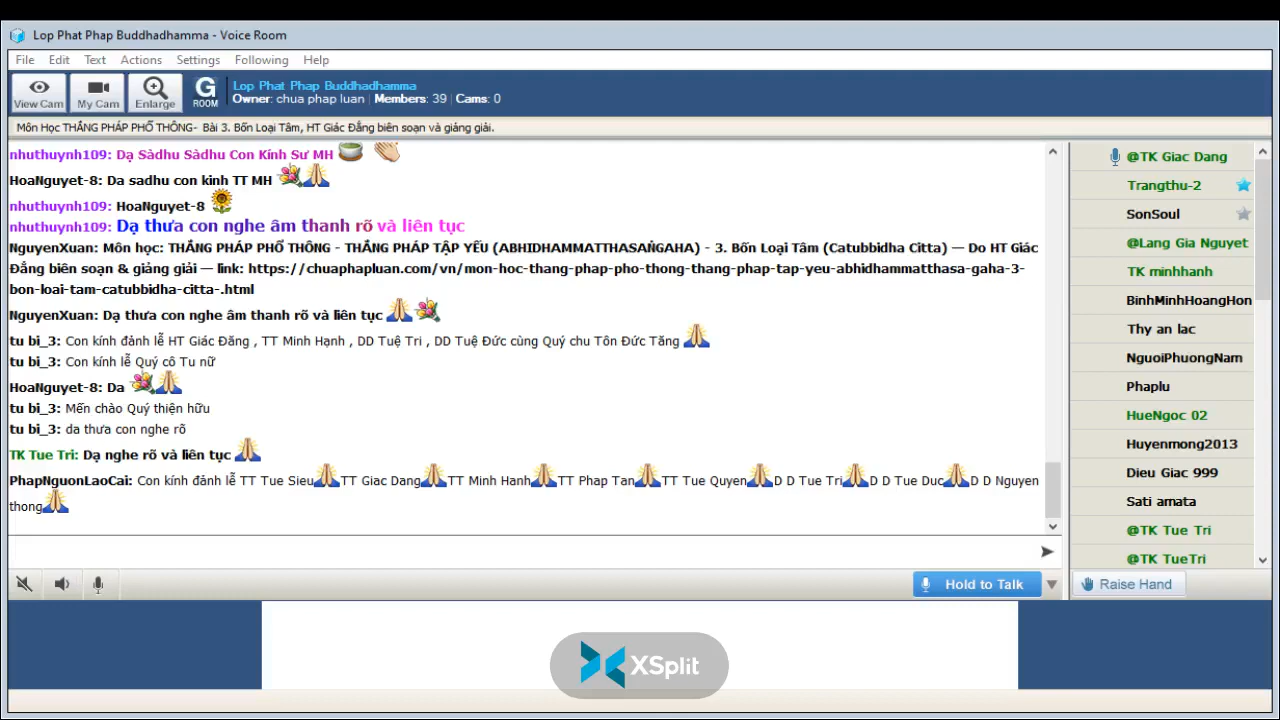 Lop Phat Phap Buddhadhamma - Voice Room
File Edit Text Actions Settings Following Help
View Cam My Cam Enlarge G ROOM
Lop Phat Phap Buddhadhamma
Owner: chua phap luan | Members: 39 | Cams: 0
Môn Học THẮNG PHÁP PHỔ THÔNG- Bài 3. Bốn Loại Tâm, HT Giác Đẳng biên soạn và giảng giải.
nhuthuynh109: Dạ Sàdhu Sàdhu Con Kính Sư MH
HoaNguyet-8: Da sadhu con kinh TT MH
nhuthuynh109: HoaNguyet-8
nhuthuynh109: Dạ thưa con nghe âm thanh rõ và liên tục
NguyenXuan: Môn học: THẮNG PHÁP PHỔ THÔNG - THẮNG PHÁP TẬP YẾU (ABHIDHAMMATTHASAṄGAHA) - 3. Bốn Loại Tâm (Catubbidha Citta) — Do HT Giác
Đẳng biên soạn & giảng giải — link: https://chuaphapluan.com/vn/mon-hoc-thang-phap-pho-thong-thang-phap-tap-yeu-abhidhammatthasa-gaha-3-
bon-loai-tam-catubbidha-citta-.html
NguyenXuan: Dạ thưa con nghe âm thanh rõ và liên tục
tu bi_3: Con kính đảnh lễ HT Giác Đăng , TT Minh Hạnh , DD Tuệ Tri , DD Tuệ Đức cùng Quý chu Tôn Đức Tăng
tu bi_3: Con kính lễ Quý cô Tu nữ
HoaNguyet-8: Da
tu bi_3: Mến chào Quý thiện hữu
tu bi_3: da thưa con nghe rõ
TK Tue Tri: Dạ nghe rõ và liên tục
PhapNguonLaoCai: Con kính đảnh lễ TT Tue Sieu TT Giac Dang TT Minh Hanh TT Phap Tan TT Tue Quyen D D Tue Tri D D Tue Duc D D Nguyen
thong
Hold to Talk
@TK Giac Dang
Trangthu-2
SonSoul
@Lang Gia Nguyet
TK minhhanh
BinhMinhHoangHon
Thy an lac
NguoiPhuongNam
Phaplu
HueNgoc 02
Huyenmong2013
Dieu Giac 999
Sati amata
@TK Tue Tri
@TK TueTri
Raise Hand
XSplit